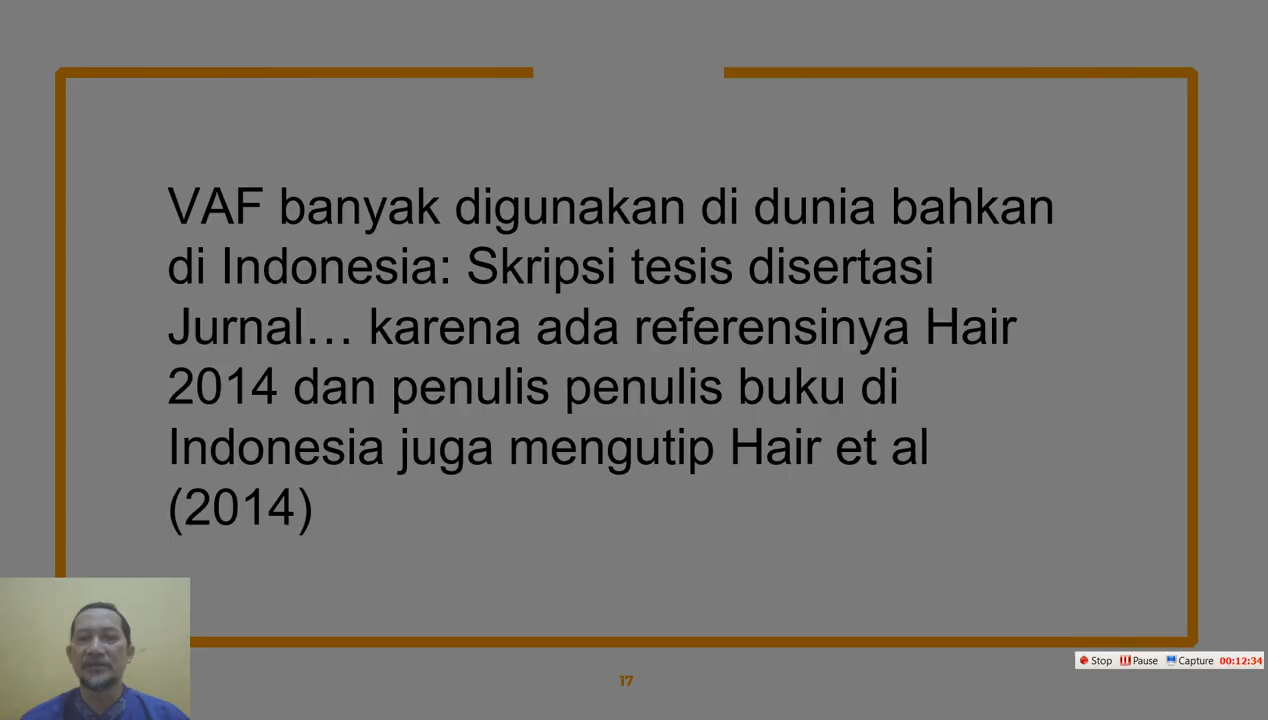 VAF banyak digunakan di dunia bahkan
di Indonesia: Skripsi tesis disertasi
Jurnal… karena ada referensinya Hair
2014 dan penulis penulis buku di
Indonesia juga mengutip Hair et al
(2014)
Stop Pause Capture 00:12:34
17